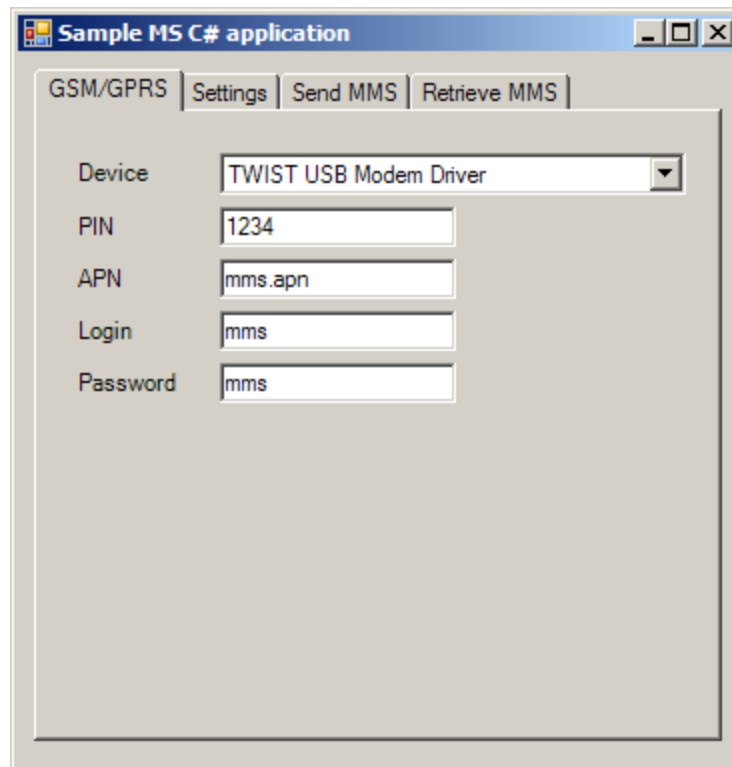 Sample MS C# application
GSM/GPRS Settings Send MMS Retrieve MMS
Device TWIST USB Modem Driver
PIN 1234
APN mms.apn
Login mms
Password mms